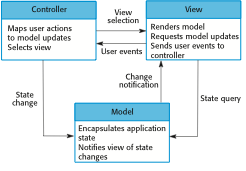 Controller
Maps user actions
to model updates
Selects view
View
selection
User events
View
Renders model
Requests model updates
Sends user events to
controller
State
change
Change
notification
State query
Model
Encapsulates application
state
Notifies view of state
changes